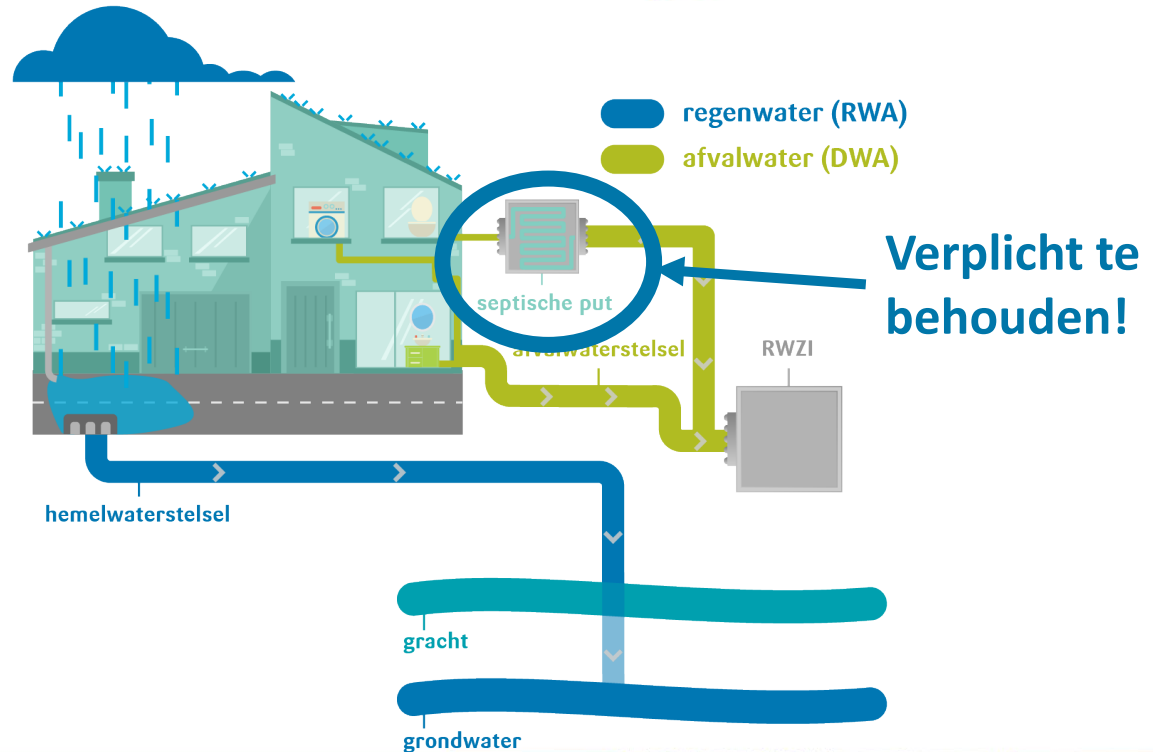 regenwater (RWA)
afvalwater (DWA)
Verplicht te
behouden!
septische put
afvalwaterstelsel
RWZI
hemelwaterstelsel
gracht
grondwater